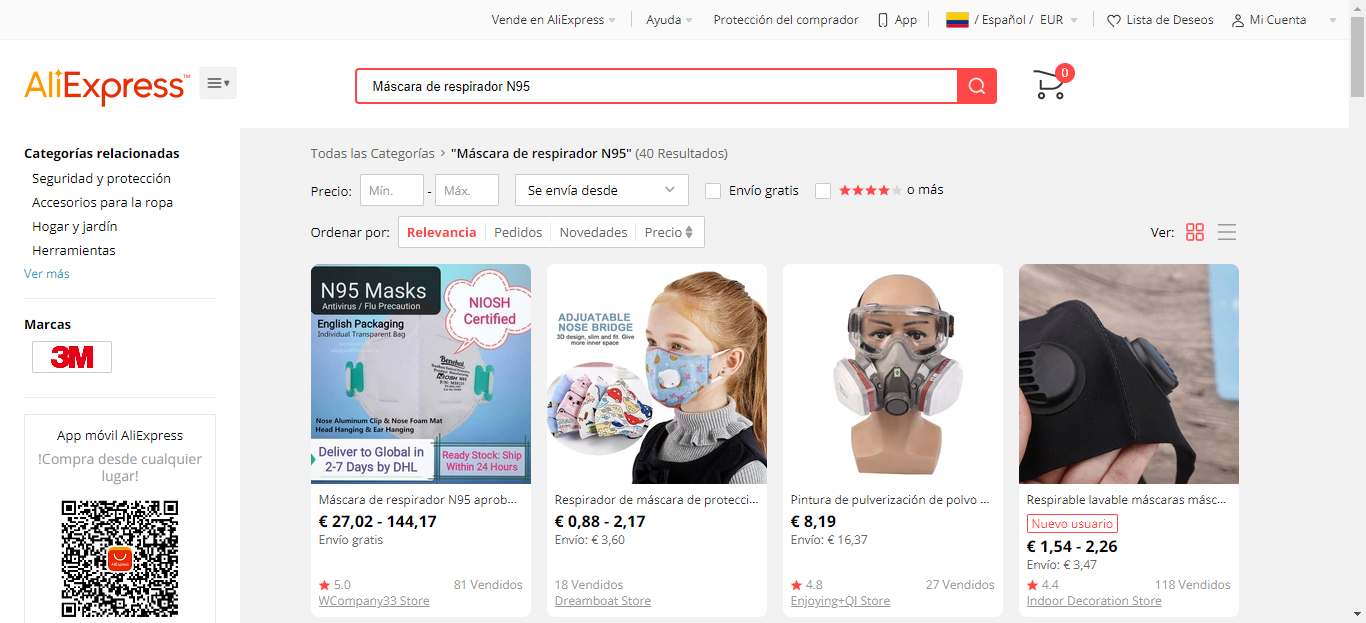 Vende en AliExpress
Ayuda
Protección del comprador
App
/ Español / EUR
Lista de Deseos
Mi Cuenta
AliExpress™
Máscara de respirador N95
0
Categorías relacionadas
Seguridad y protección
Accesorios para la ropa
Hogar y jardín
Herramientas
Ver más
Marcas
3M
App móvil AliExpress
!Compra desde cualquier
lugar!
Todas las Categorías > "Máscara de respirador N95" (40 Resultados)
Precio: Mín. - Máx. Se envía desde Envío gratis o más
Ordenar por: Relevancia Pedidos Novedades Precio
Ver:
N95 Masks
Antivirus / Flu Precaution
English Packaging
Individual Transparent Bag
NIOSH
Certified
Benehal
NIOSH N95
Nose Aluminum Clip & Nose Foam Mat
Head Hanging & Ear Hanging
Deliver to Global in
2-7 Days by DHL
Ready Stock: Ship
Within 24 Hours
Máscara de respirador N95 aprob...
€ 27,02 - 144,17
Envío gratis
5.0 81 Vendidos
WCompany33 Store
ADJUATABLE
NOSE BRIDGE
3D design, slim and fit. Give
more inner space
Respirador de máscara de protecci...
€ 0,88 - 2,17
Envío: € 3,60
18 Vendidos
Dreamboat Store
Pintura de pulverización de polvo ...
€ 8,19
Envío: € 16,37
4.8 27 Vendidos
Enjoying+QI Store
Respirable lavable máscaras másc...
Nuevo usuario
€ 1,54 - 2,26
Envío: € 3,47
4.4 118 Vendidos
Indoor Decoration Store